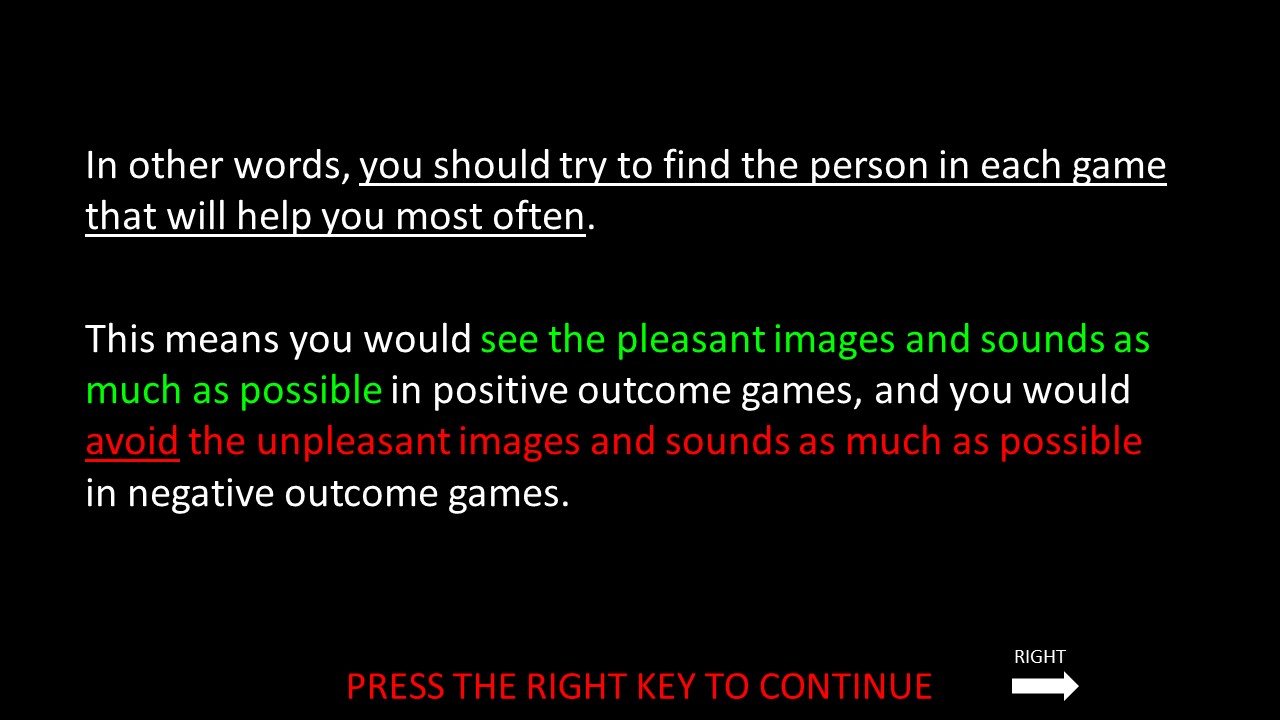 In other words, you should try to find the person in each game
that will help you most often.
This means you would see the pleasant images and sounds as
much as possible in positive outcome games, and you would
avoid the unpleasant images and sounds as much as possible
in negative outcome games.
RIGHT
PRESS THE RIGHT KEY TO CONTINUE